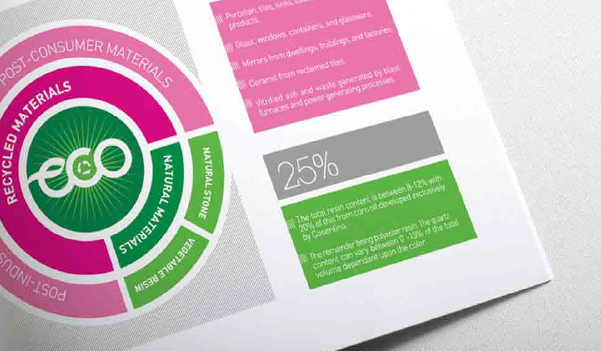 POST-CONSUMER MATERIALS
RECYCLED MATERIALS
eco
NATURAL MATERIALS
NATURAL STONE
VEGETABLE RESIN
POST-INDUS
Porcelain, tiles, sinks,
products.
Glass, windows, containers, and glassware.
Mirrors from dwellings, buildings, and factories.
Ceramic from reclaimed tiles.
Vitrified ash and waste generated by blast
furnaces and power-generating processes.
25%
The total resin content is between 8-12% with
20% of this from corn oil developed exclusively
by Cosentino.
The remainder being polyester resin. The quartz
content can vary between 0 -15% of the total
volume dependant upon the color.